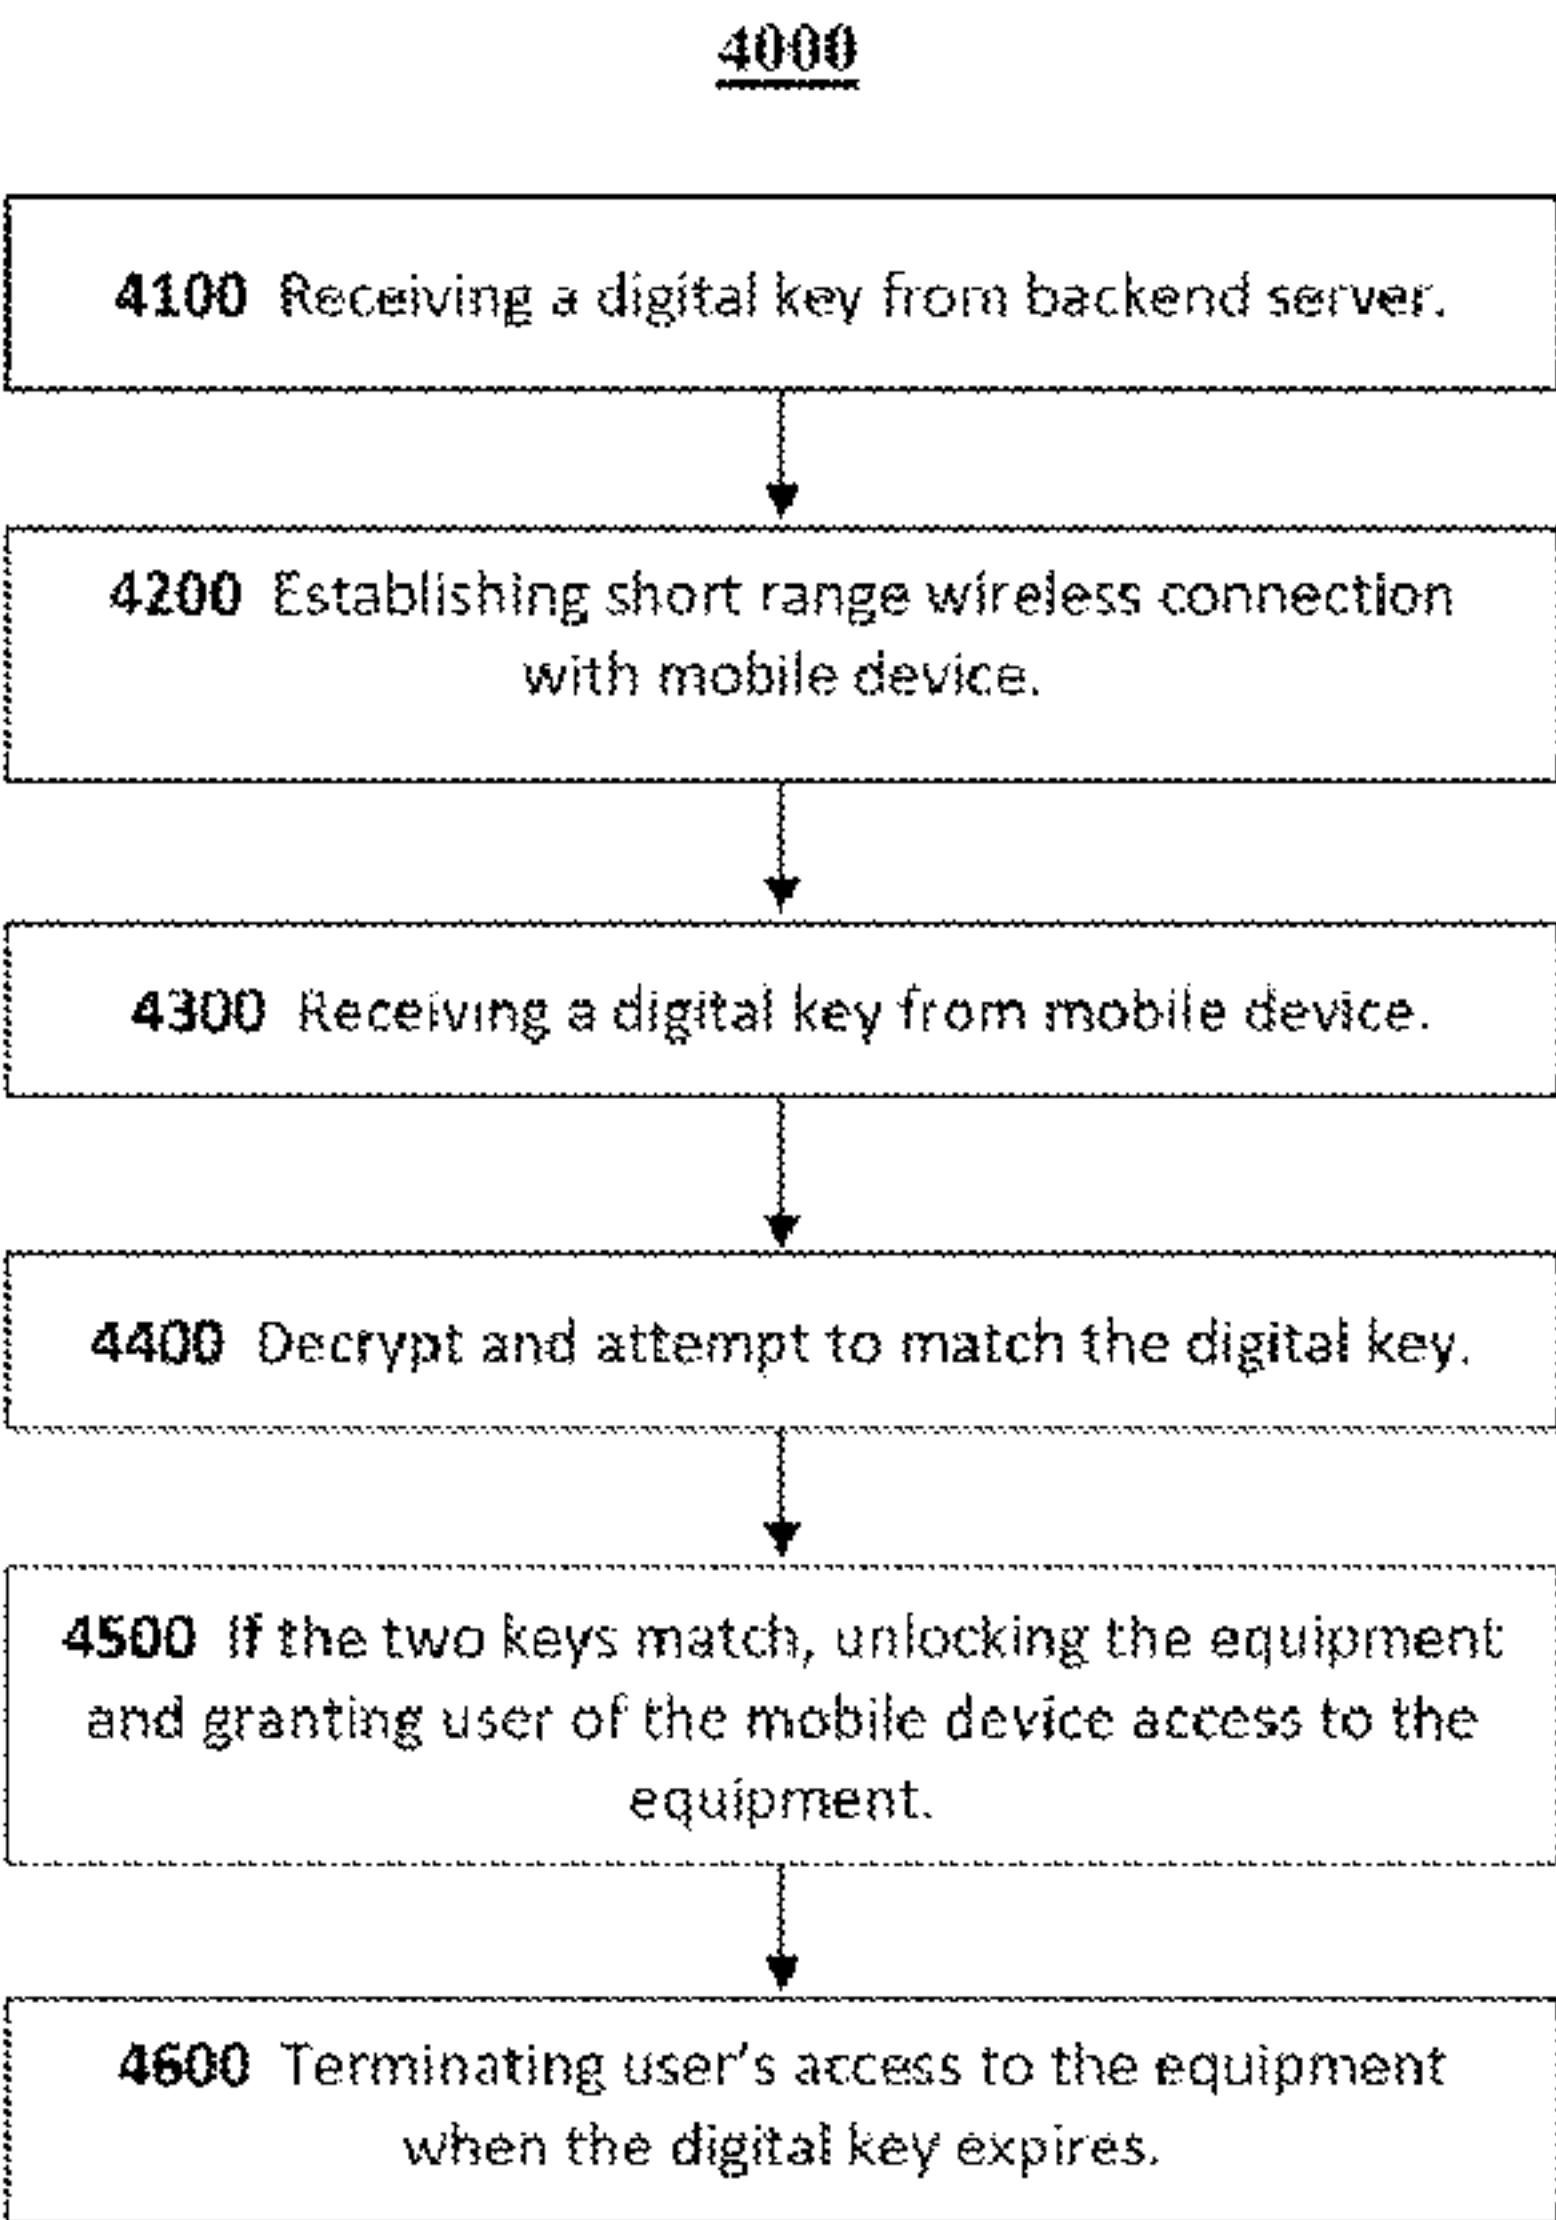 4000
4100 Receiving a digital key from backend server.
4200 Establishing short range wireless connection
with mobile device.
4300 Receiving a digital key from mobile device.
4400 Decrypt and attempt to match the digital key.
4500 If the two keys match, unlocking the equipment
and granting user of the mobile device access to the
equipment.
4600 Terminating user's access to the equipment
when the digital key expires.